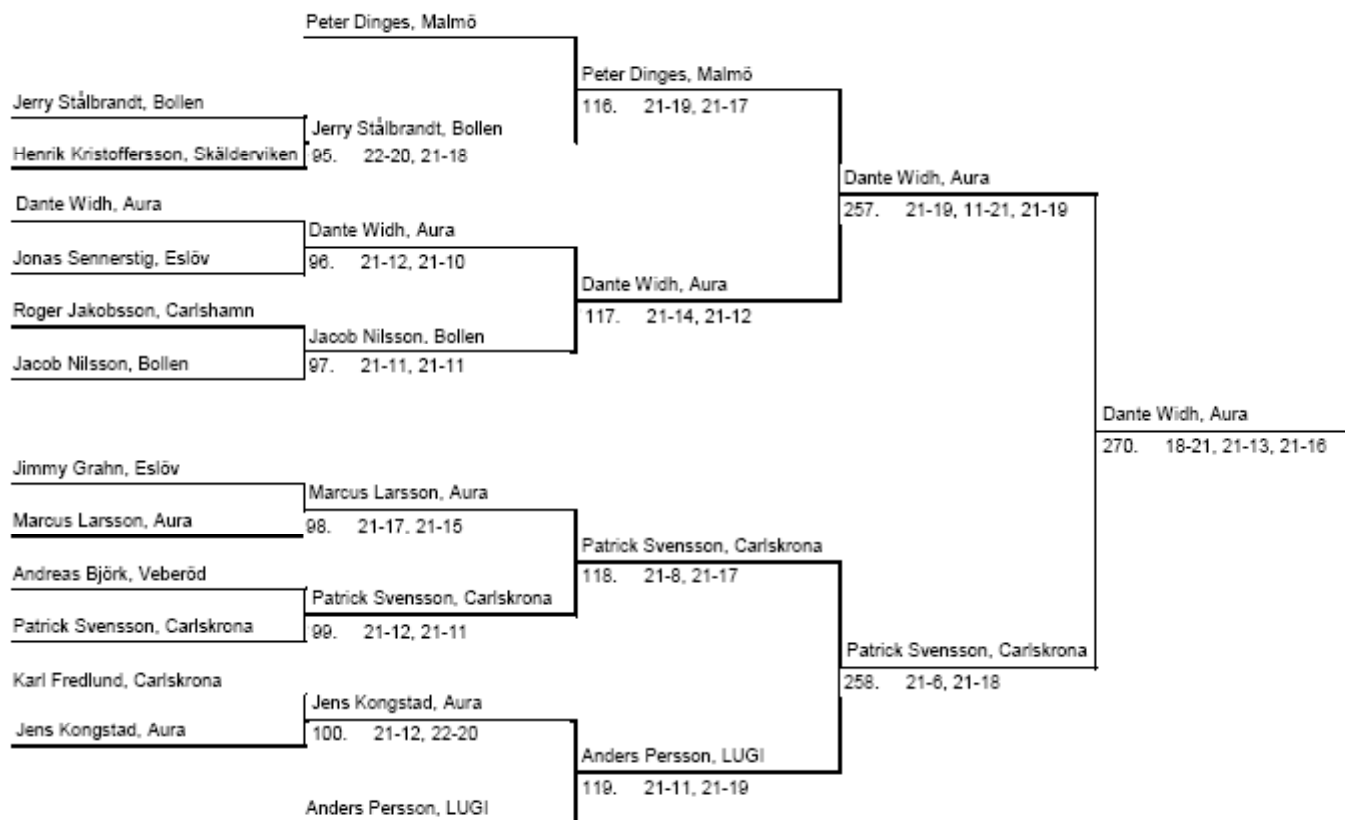 Peter Dinges, Malmö
Peter Dinges, Malmö
116. 21-19, 21-17
Jerry Stålbrandt, Bollen
Jerry Stålbrandt, Bollen
Henrik Kristoffersson, Skälderviken
95. 22-20, 21-18
Dante Widh, Aura
257. 21-19, 11-21, 21-19
Dante Widh, Aura
Dante Widh, Aura
Jonas Sennerstig, Eslöv
96. 21-12, 21-10
Dante Widh, Aura
117. 21-14, 21-12
Roger Jakobsson, Carlshamn
Jacob Nilsson, Bollen
Jacob Nilsson, Bollen
97. 21-11, 21-11
Dante Widh, Aura
270. 18-21, 21-13, 21-16
Jimmy Grahn, Eslöv
Marcus Larsson, Aura
Marcus Larsson, Aura
98. 21-17, 21-15
Patrick Svensson, Carlskrona
118. 21-8, 21-17
Andreas Björk, Veberöd
Patrick Svensson, Carlskrona
Patrick Svensson, Carlskrona
99. 21-12, 21-11
Patrick Svensson, Carlskrona
258. 21-6, 21-18
Karl Fredlund, Carlskrona
Jens Kongstad, Aura
Jens Kongstad, Aura
100. 21-12, 22-20
Anders Persson, LUGI
119. 21-11, 21-19
Anders Persson, LUGI